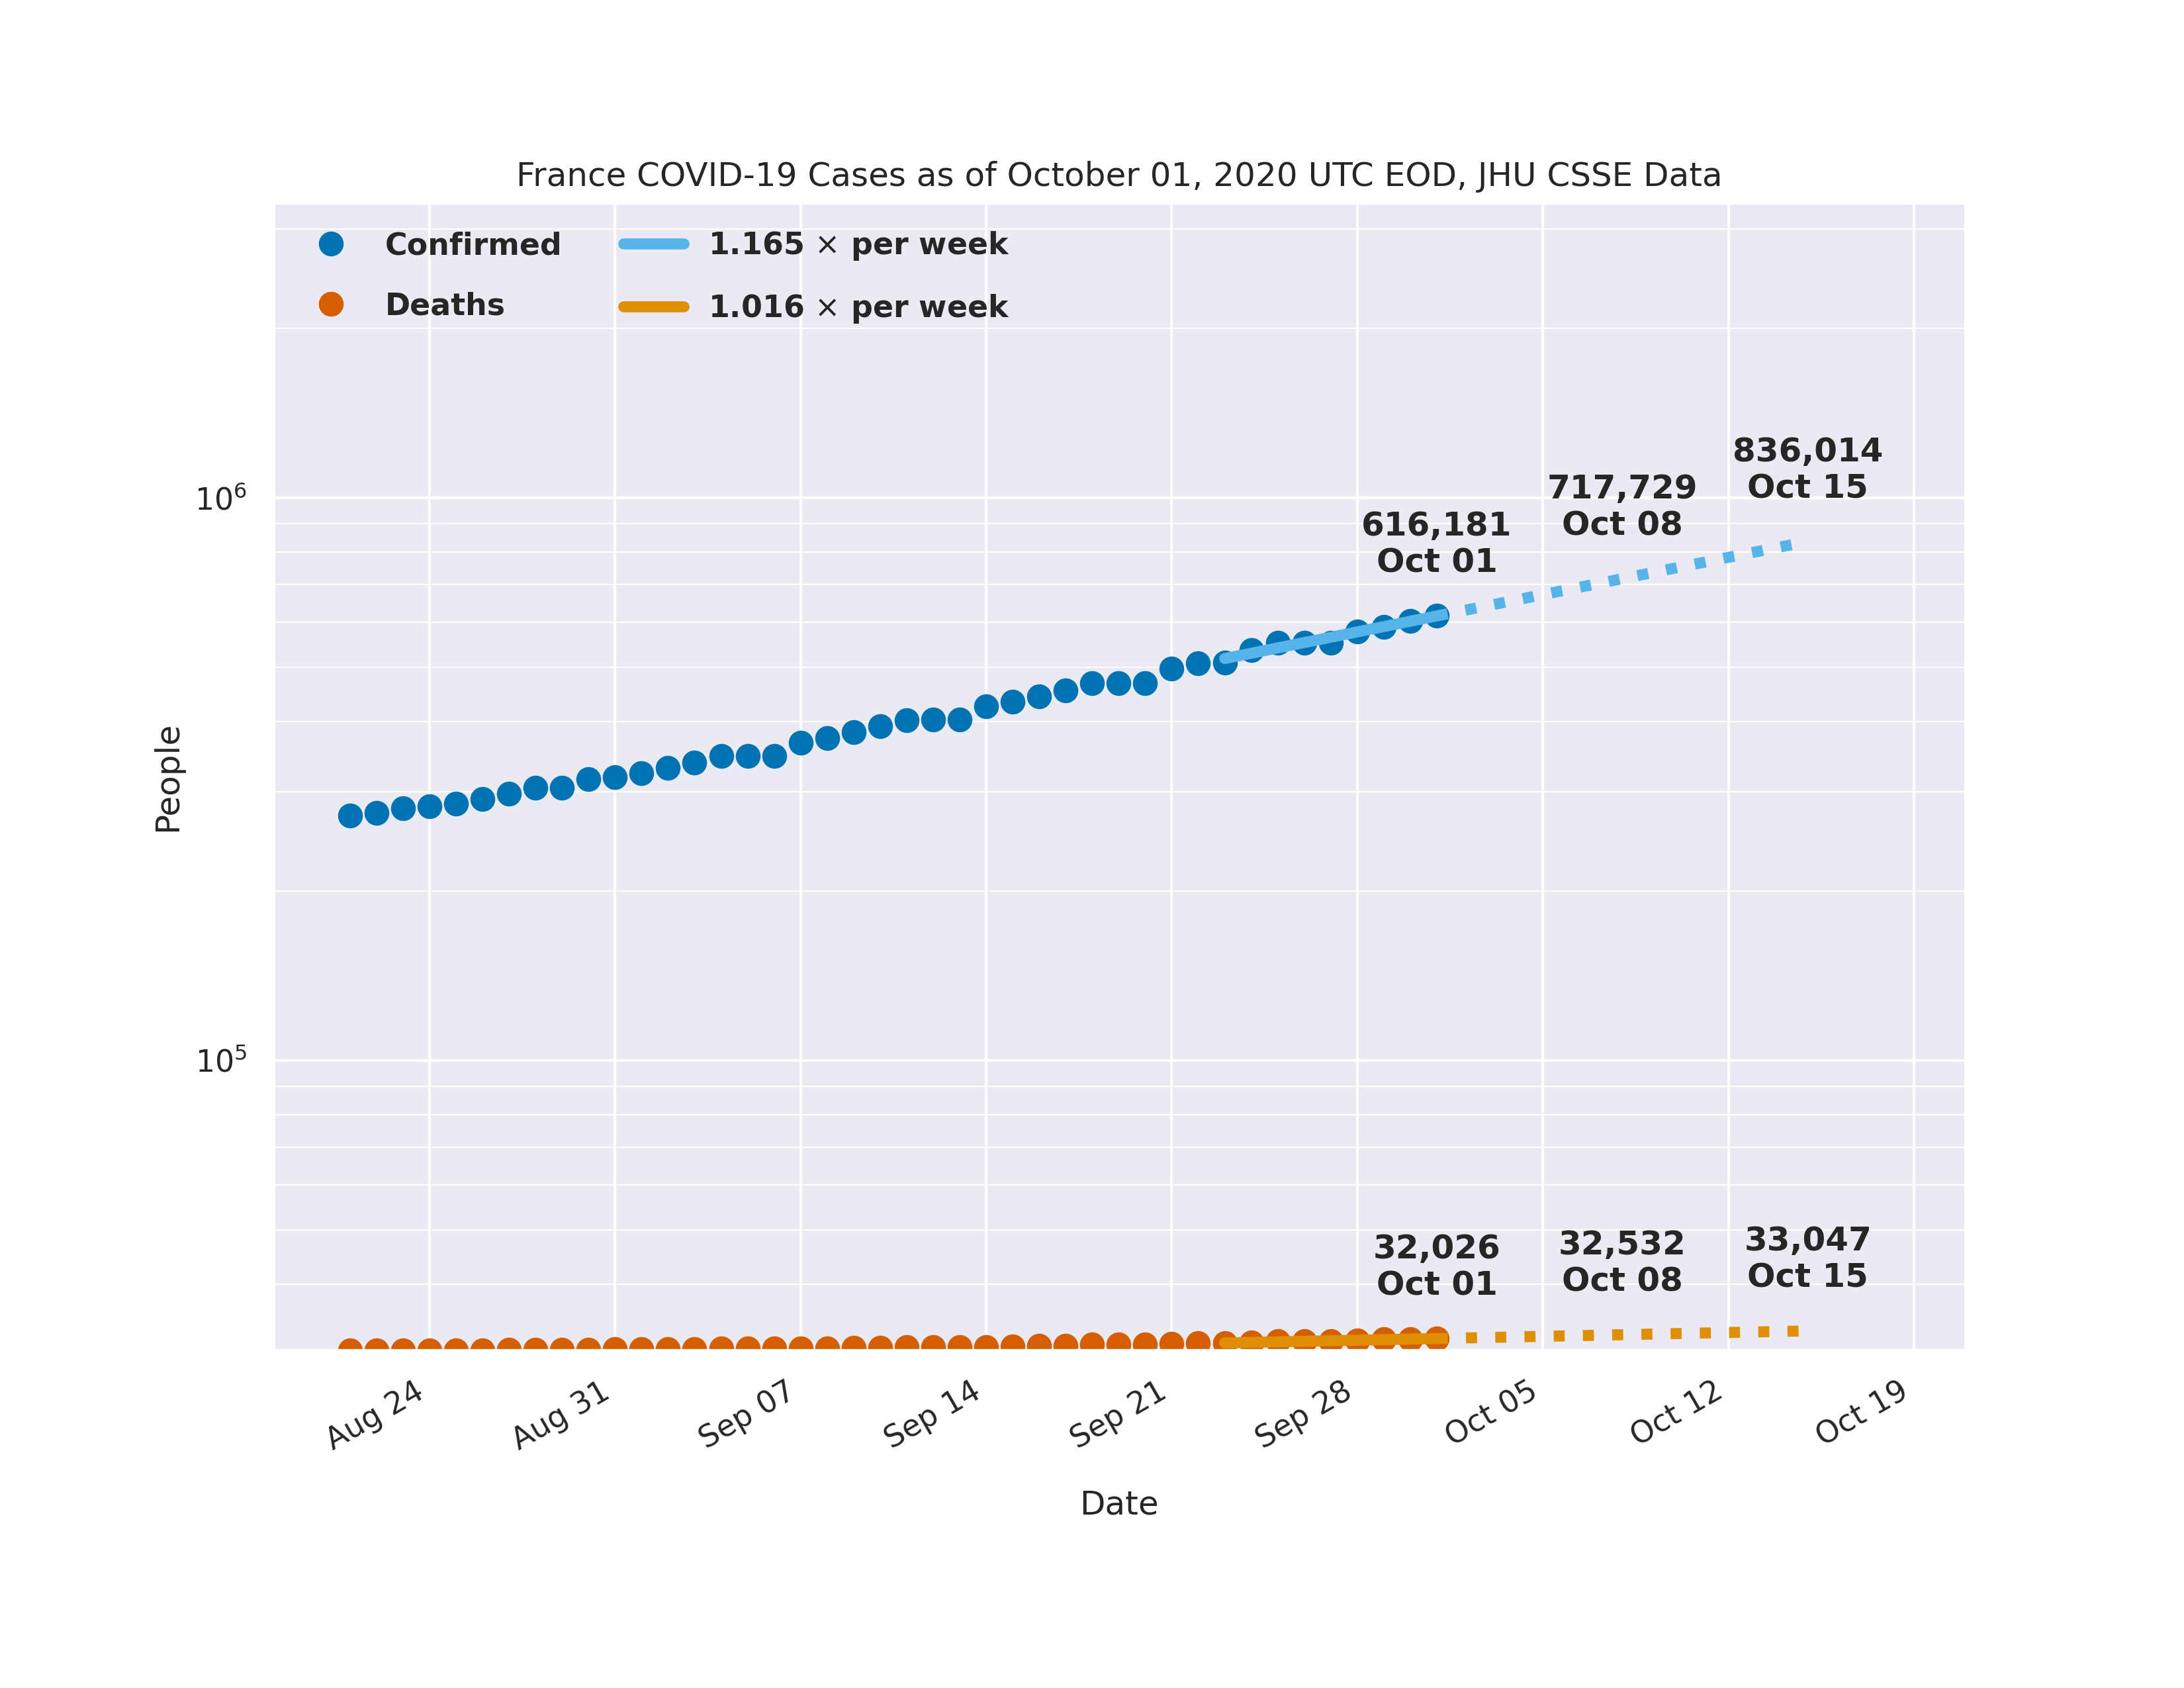 France COVID-19 Cases as of October 01, 2020 UTC EOD, JHU CSSE Data
Confirmed
Deaths
1.165 × per week
1.016 × per week
836,014
Oct 15
717,729
Oct 08
616,181
Oct 01
10⁶
10⁵
People
32,026
Oct 01
32,532
Oct 08
33,047
Oct 15
Aug 24
Aug 31
Sep 07
Sep 14
Sep 21
Sep 28
Oct 05
Oct 12
Oct 19
Date